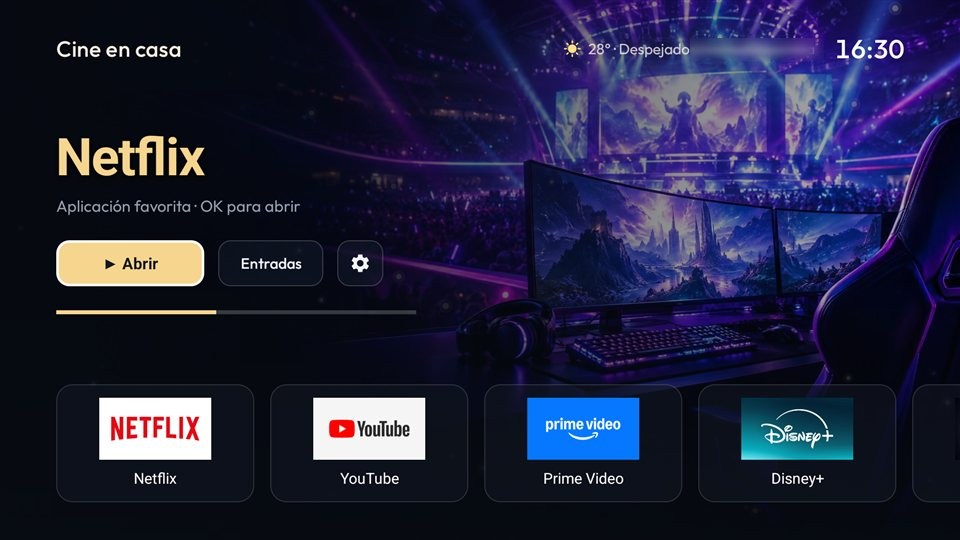 Cine en casa
28° · Despejado
16:30
Netflix
Aplicación favorita · OK para abrir
► Abrir
Entradas
NETFLIX
YouTube
prime video
Disney+
Netflix
YouTube
Prime Video
Disney+